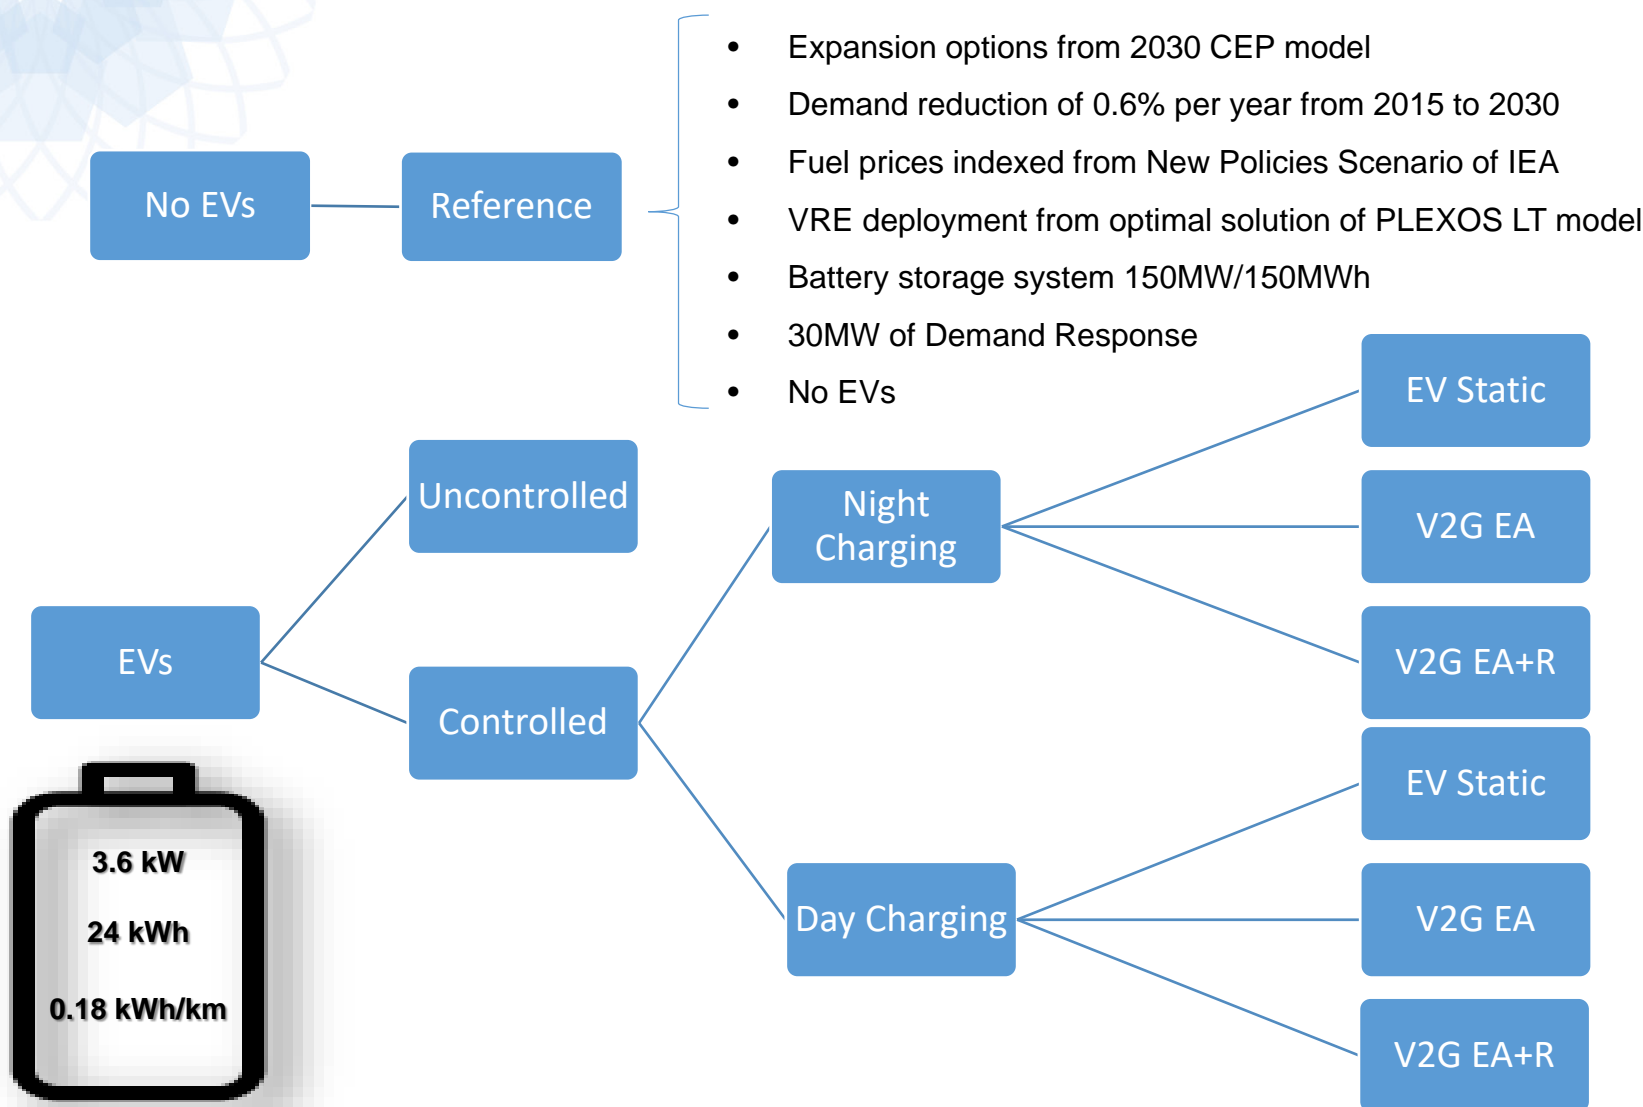 • Expansion options from 2030 CEP model
• Demand reduction of 0.6% per year from 2015 to 2030
• Fuel prices indexed from New Policies Scenario of IEA
• VRE deployment from optimal solution of PLEXOS LT model
• Battery storage system 150MW/150MWh
• 30MW of Demand Response
• No EVs
No EVs
Reference
EVs
Uncontrolled
Controlled
Night
Charging
Day Charging
EV Static
V2G EA
V2G EA+R
EV Static
V2G EA
V2G EA+R
3.6 kW
24 kWh
0.18 kWh/km